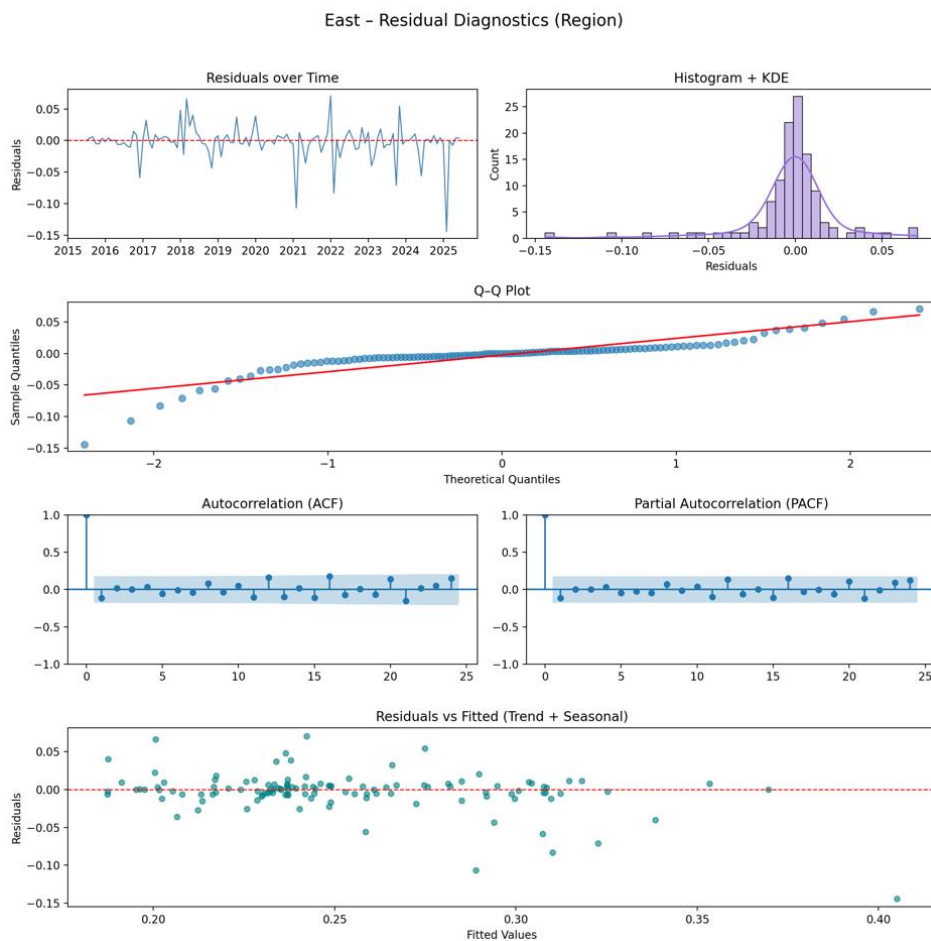 East – Residual Diagnostics (Region)
Residuals over Time
Residuals
0.05
0.00
−0.05
−0.10
−0.15
2015 2016 2017 2018 2019 2020 2021 2022 2023 2024 2025
Histogram + KDE
Count
25
20
15
10
5
0
−0.15 −0.10 −0.05 0.00 0.05
Residuals
Q–Q Plot
Sample Quantiles
0.05
0.00
−0.05
−0.10
−0.15
−2 −1 0 1 2
Theoretical Quantiles
Autocorrelation (ACF)
1.0
0.5
0.0
−0.5
−1.0
0 5 10 15 20 25
Partial Autocorrelation (PACF)
1.0
0.5
0.0
−0.5
−1.0
0 5 10 15 20 25
Residuals vs Fitted (Trend + Seasonal)
Residuals
0.05
0.00
−0.05
−0.10
−0.15
0.20 0.25 0.30 0.35 0.40
Fitted Values